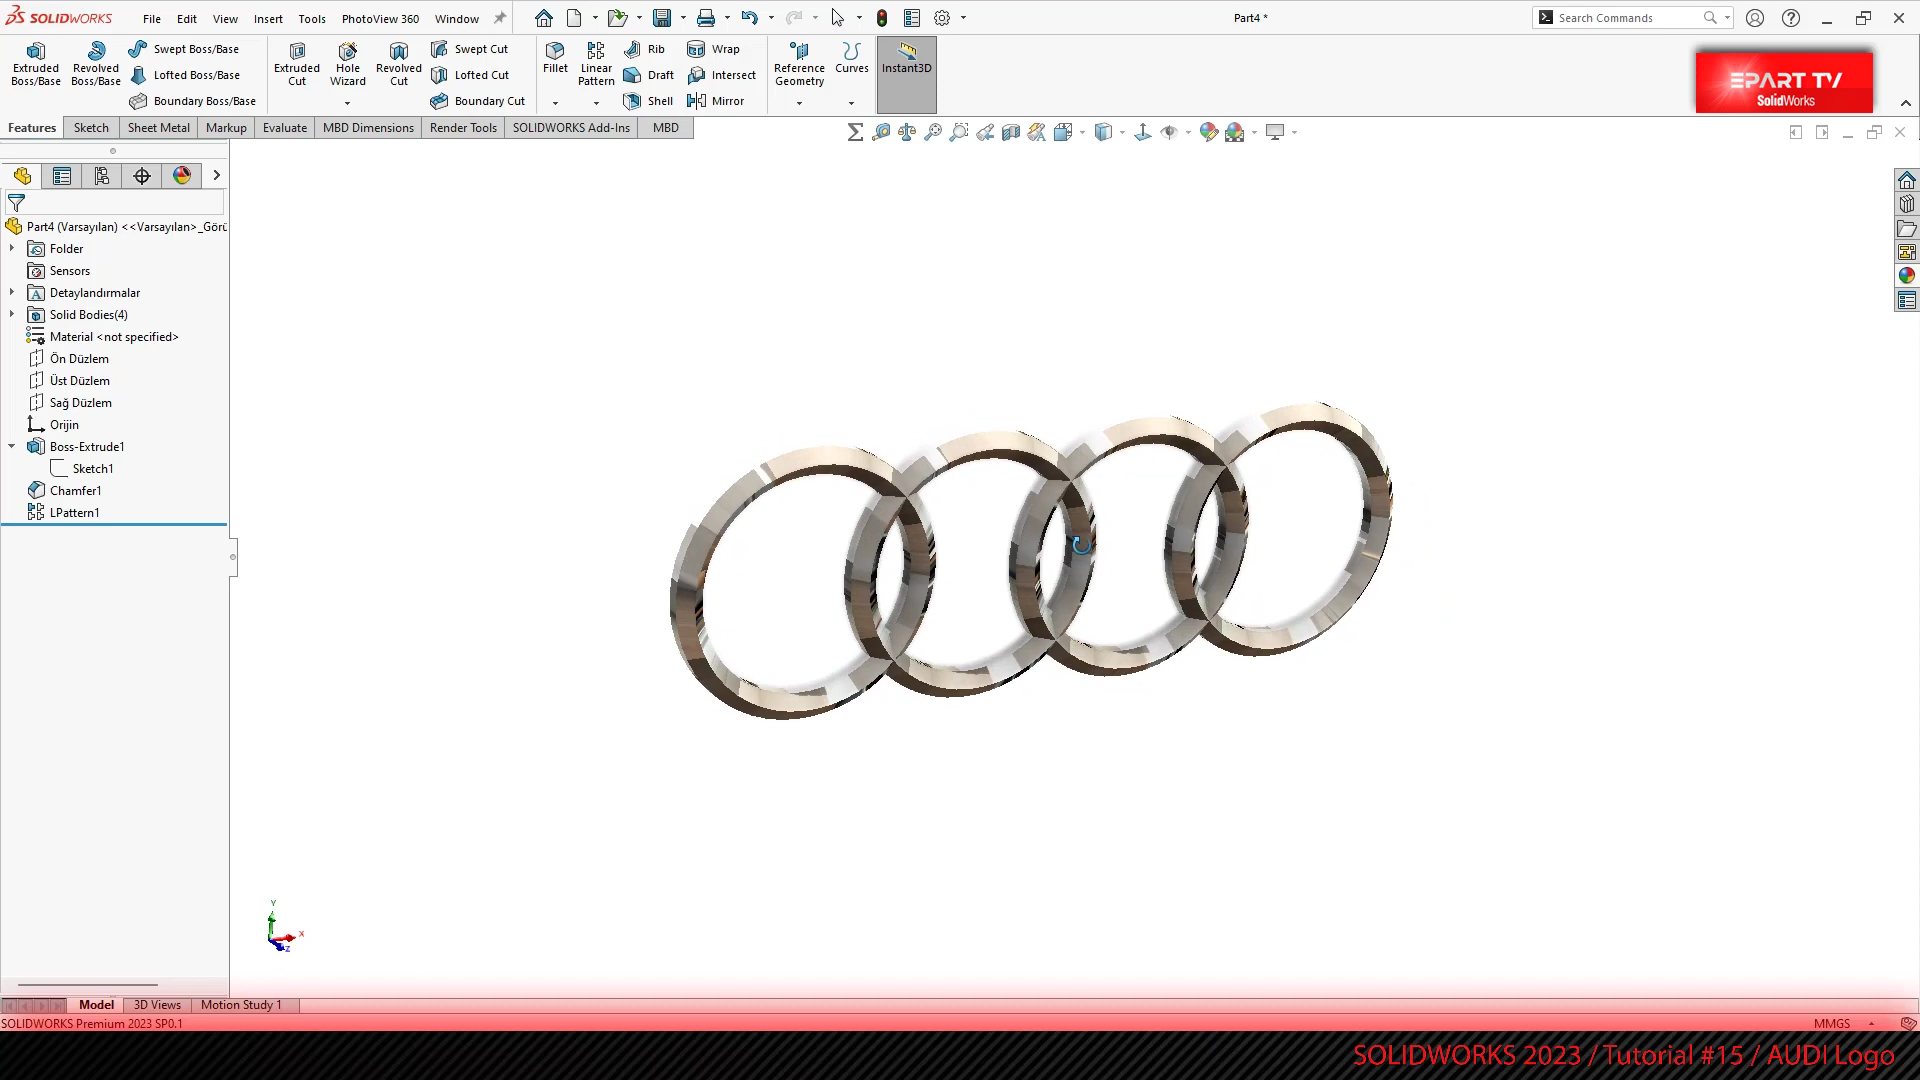 SOLIDWORKS File Edit View Insert Tools PhotoView 360 Window Part4 * Search Commands
Extruded Boss/Base
Revolved Boss/Base
Swept Boss/Base
Lofted Boss/Base
Boundary Boss/Base
Extruded Cut
Hole Wizard
Revolved Cut
Swept Cut
Lofted Cut
Boundary Cut
Fillet
Linear Pattern
Rib
Draft
Shell
Wrap
Intersect
Mirror
Reference Geometry
Curves
Instant3D
EPART TV
SolidWorks
Features Sketch Sheet Metal Markup Evaluate MBD Dimensions Render Tools SOLIDWORKS Add-Ins MBD
Part4 (Varsayılan) <<Varsayılan>_Görü
Folder
Sensors
Detaylandırmalar
Solid Bodies(4)
Material <not specified>
Ön Düzlem
Üst Düzlem
Sağ Düzlem
Orijin
Boss-Extrude1
Sketch1
Chamfer1
LPattern1
Y
X
Z
Model 3D Views Motion Study 1
SOLIDWORKS Premium 2023 SP0.1 MMGS
SOLIDWORKS 2023 / Tutorial #15 / AUDI Logo